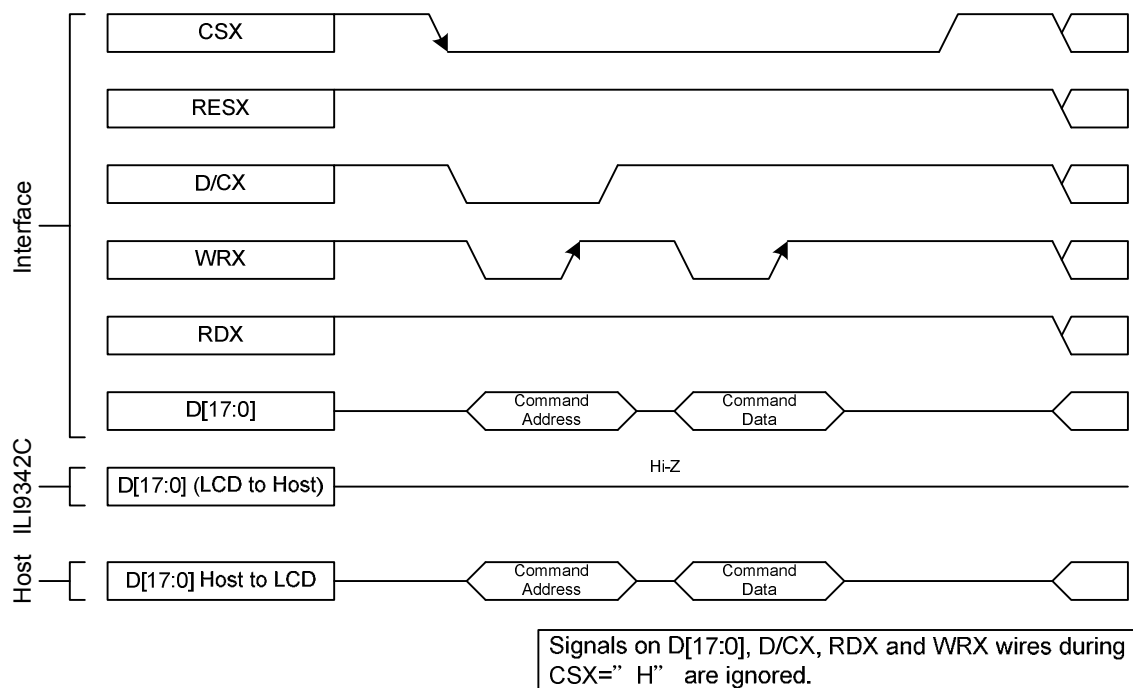 CSX
RESX
D/CX
WRX
RDX
D[17:0]
Command
Address
Command
Data
Interface
D[17:0] (LCD to Host)
Hi-Z
ILI9342C
D[17:0] Host to LCD
Command
Address
Command
Data
Host
Signals on D[17:0], D/CX, RDX and WRX wires during
CSX=” H” are ignored.